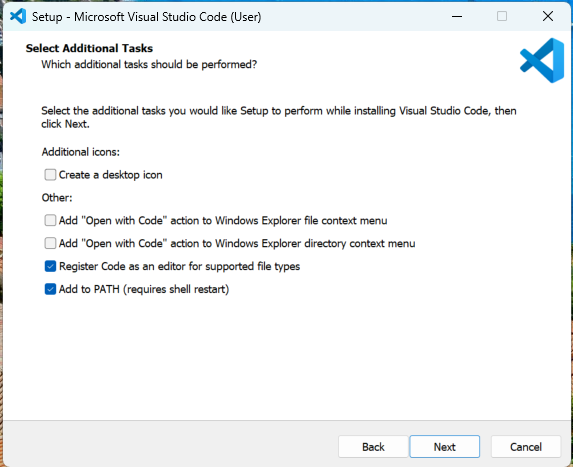 Setup - Microsoft Visual Studio Code (User)
Select Additional Tasks
Which additional tasks should be performed?
Select the additional tasks you would like Setup to perform while installing Visual Studio Code, then
click Next.
Additional icons:
Create a desktop icon
Other:
Add "Open with Code" action to Windows Explorer file context menu
Add "Open with Code" action to Windows Explorer directory context menu
Register Code as an editor for supported file types
Add to PATH (requires shell restart)
Back Next Cancel